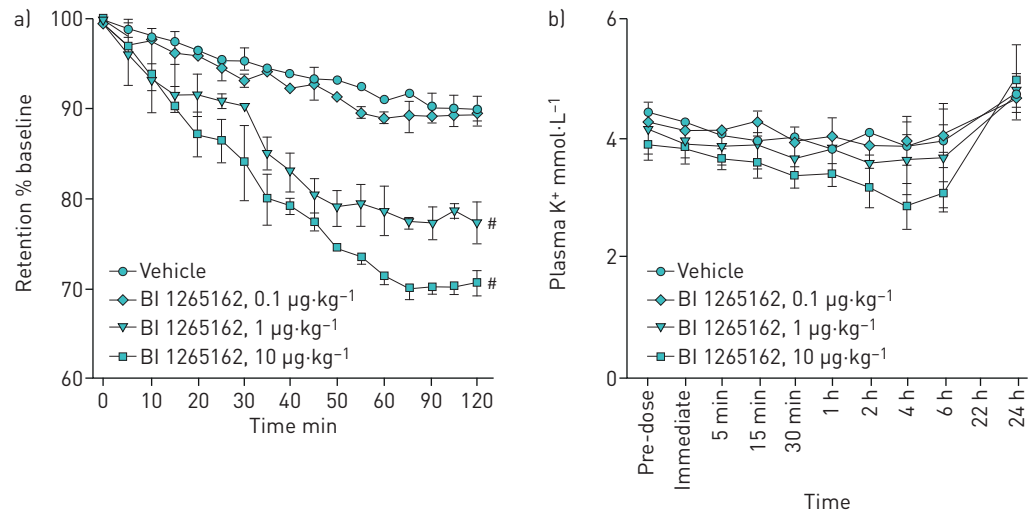 a)
Retention % baseline
100
90
80
70
60
Vehicle
BI 1265162, 0.1 µg·kg⁻¹
BI 1265162, 1 µg·kg⁻¹
BI 1265162, 10 µg·kg⁻¹
#
#
0 10 20 30 40 50 60 90 120
Time min
b)
Plasma K⁺ mmol·L⁻¹
6
4
2
0
Vehicle
BI 1265162, 0.1 µg·kg⁻¹
BI 1265162, 1 µg·kg⁻¹
BI 1265162, 10 µg·kg⁻¹
Pre-dose
Immediate
5 min
15 min
30 min
1 h
2 h
4 h
6 h
22 h
24 h
Time